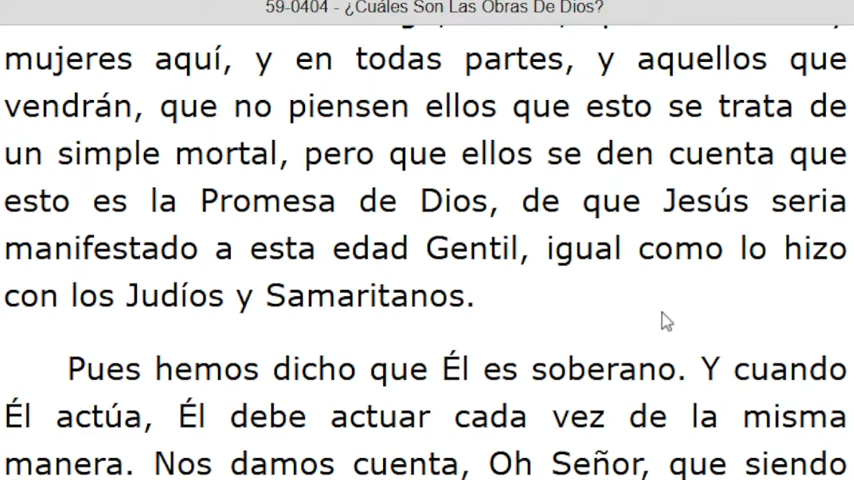 59-0404 - ¿Cuáles Son Las Obras De Dios?
mujeres aquí, y en todas partes, y aquellos que
vendrán, que no piensen ellos que esto se trata de
un simple mortal, pero que ellos se den cuenta que
esto es la Promesa de Dios, de que Jesús seria
manifestado a esta edad Gentil, igual como lo hizo
con los Judíos y Samaritanos.
Pues hemos dicho que Él es soberano. Y cuando
Él actúa, Él debe actuar cada vez de la misma
manera. Nos damos cuenta, Oh Señor, que siendo